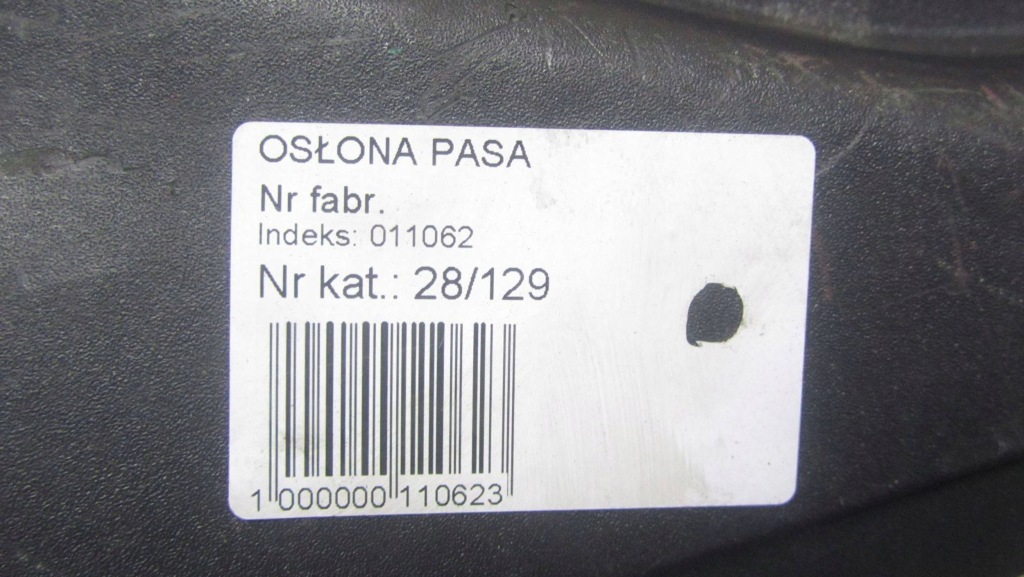 OSŁONA PASA
Nr fabr.
Indeks: 011062
Nr kat.: 28/129
1 000000 110623